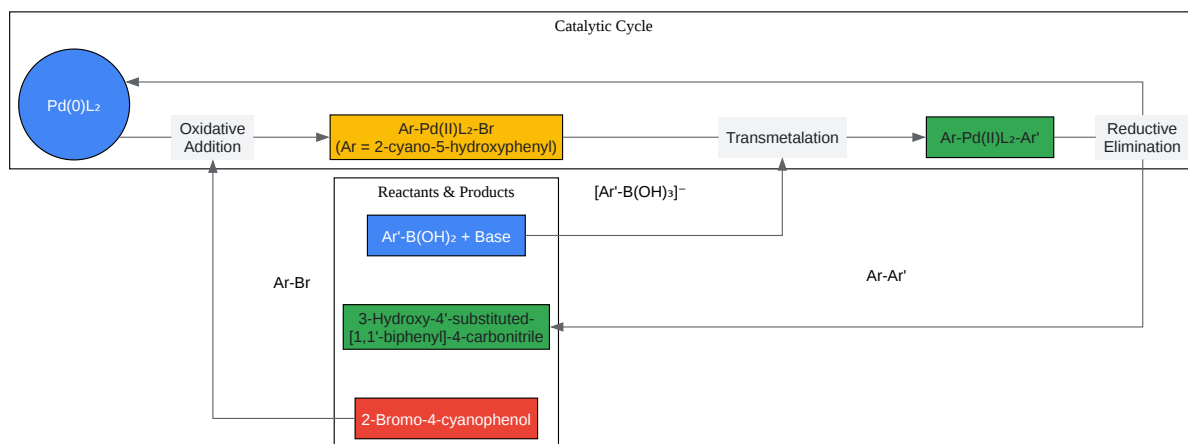 Catalytic Cycle
Pd(0)L₂
Oxidative
Addition
Ar-Pd(II)L₂-Br
(Ar = 2-cyano-5-hydroxyphenyl)
Transmetalation
Ar-Pd(II)L₂-Ar'
Reductive
Elimination
Reactants & Products
[Ar'-B(OH)₃]⁻
Ar'-B(OH)₂ + Base
Ar-Br
Ar-Ar'
3-Hydroxy-4'-substituted-
[1,1'-biphenyl]-4-carbonitrile
2-Bromo-4-cyanophenol